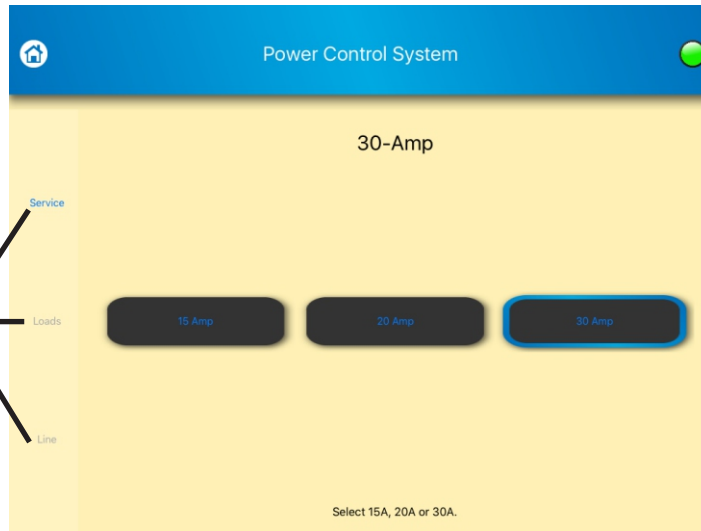 Power Control System
30-Amp
Service
Loads
15 Amp
20 Amp
30 Amp
Line
Select 15A, 20A or 30A.